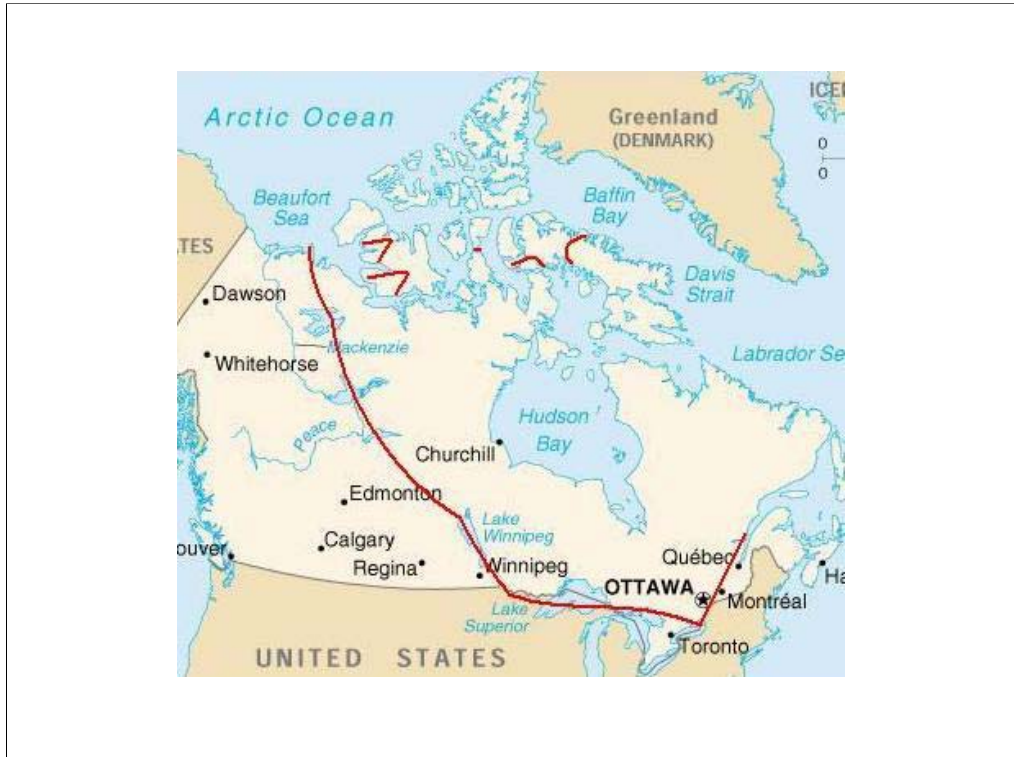 Arctic Ocean
Greenland
(DENMARK)
ICE
0
0
Beaufort
Sea
Baffin
Bay
TES
Davis
Strait
Dawson
Mackenzie
Whitehorse
Labrador Se
Hudson
Bay
Peace
Churchill
Edmonton
Lake
Winnipeg
Calgary
ouver
Regina
Winnipeg
Québec
OTTAWA
Montréal
Ha
Lake
Superior
Toronto
UNITED STATES